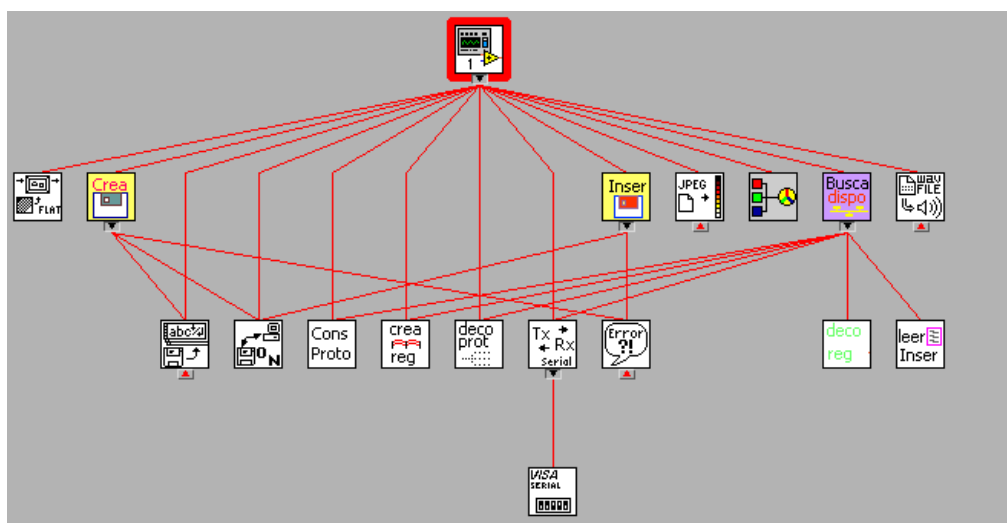 1
FLAT
Crea
Inser
JPEG
Busca
dispo
WAV
FILE
abc
ON
Cons
Proto
crea
reg
deco
prot
Tx
Rx
Serial
Error
?!
deco
reg
leer
Inser
VISA
SERIAL